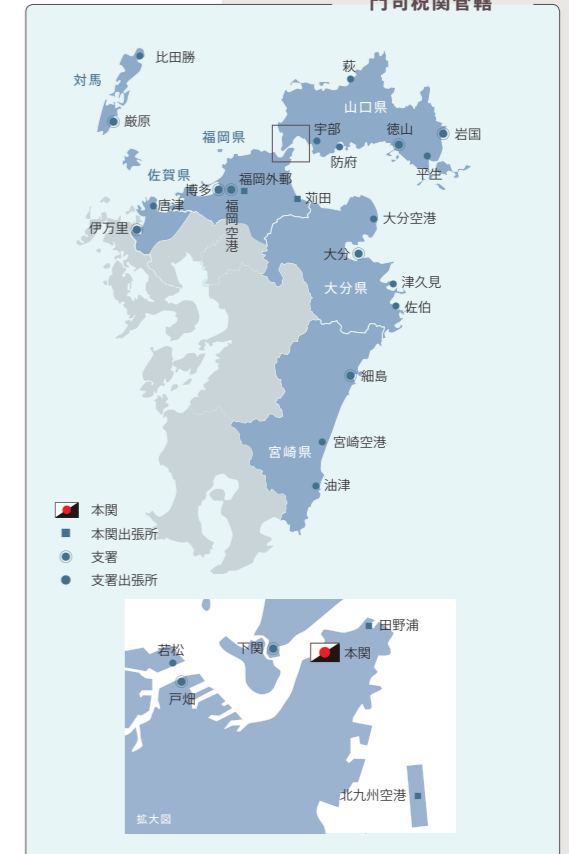 門司税関管轄
比田勝
対馬
厳原
萩
山口県
宇部
徳山
岩国
防府
平生
福岡県
佐賀県
博多
福岡外郵
福岡空港
唐津
苅田
伊万里
大分空港
大分
大分県
津久見
佐伯
細島
宮崎空港
宮崎県
油津
本関
本関出張所
支署
支署出張所
田野浦
若松
下関
本関
戸畑
北九州空港
拡大図